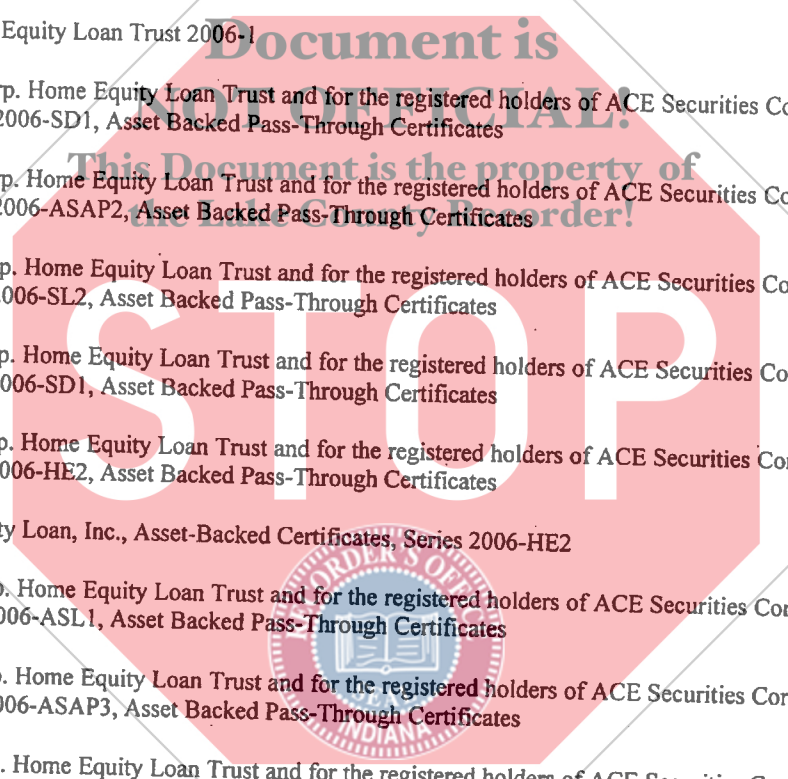 Equity Loan Trust 2006-1
Document is
p. Home Equity Loan Trust and for the registered holders of ACE Securities Co
NOT OFFICIAL!
2006-SD1, Asset Backed Pass-Through Certificates
This Document is the property of
p. Home Equity Loan Trust and for the registered holders of ACE Securities Co
2006-ASAP2, Asset Backed Pass-Through Certificates
the Lake County Recorder!
p. Home Equity Loan Trust and for the registered holders of ACE Securities Co
006-SL2, Asset Backed Pass-Through Certificates
STOP
p. Home Equity Loan Trust and for the registered holders of ACE Securities Co
006-SD1, Asset Backed Pass-Through Certificates
p. Home Equity Loan Trust and for the registered holders of ACE Securities Cor
006-HE2, Asset Backed Pass-Through Certificates
ty Loan, Inc., Asset-Backed Certificates, Series 2006-HE2
RECORDER'S OFFICE
. Home Equity Loan Trust and for the registered holders of ACE Securities Cor
006-ASL1, Asset Backed Pass-Through Certificates
SEAL
. Home Equity Loan Trust and for the registered holders of ACE Securities Cor
006-ASAP3, Asset Backed Pass-Through Certificates
INDIANA
. Home Equity Loan Trust and for the registered holders of ACE Securities Cor